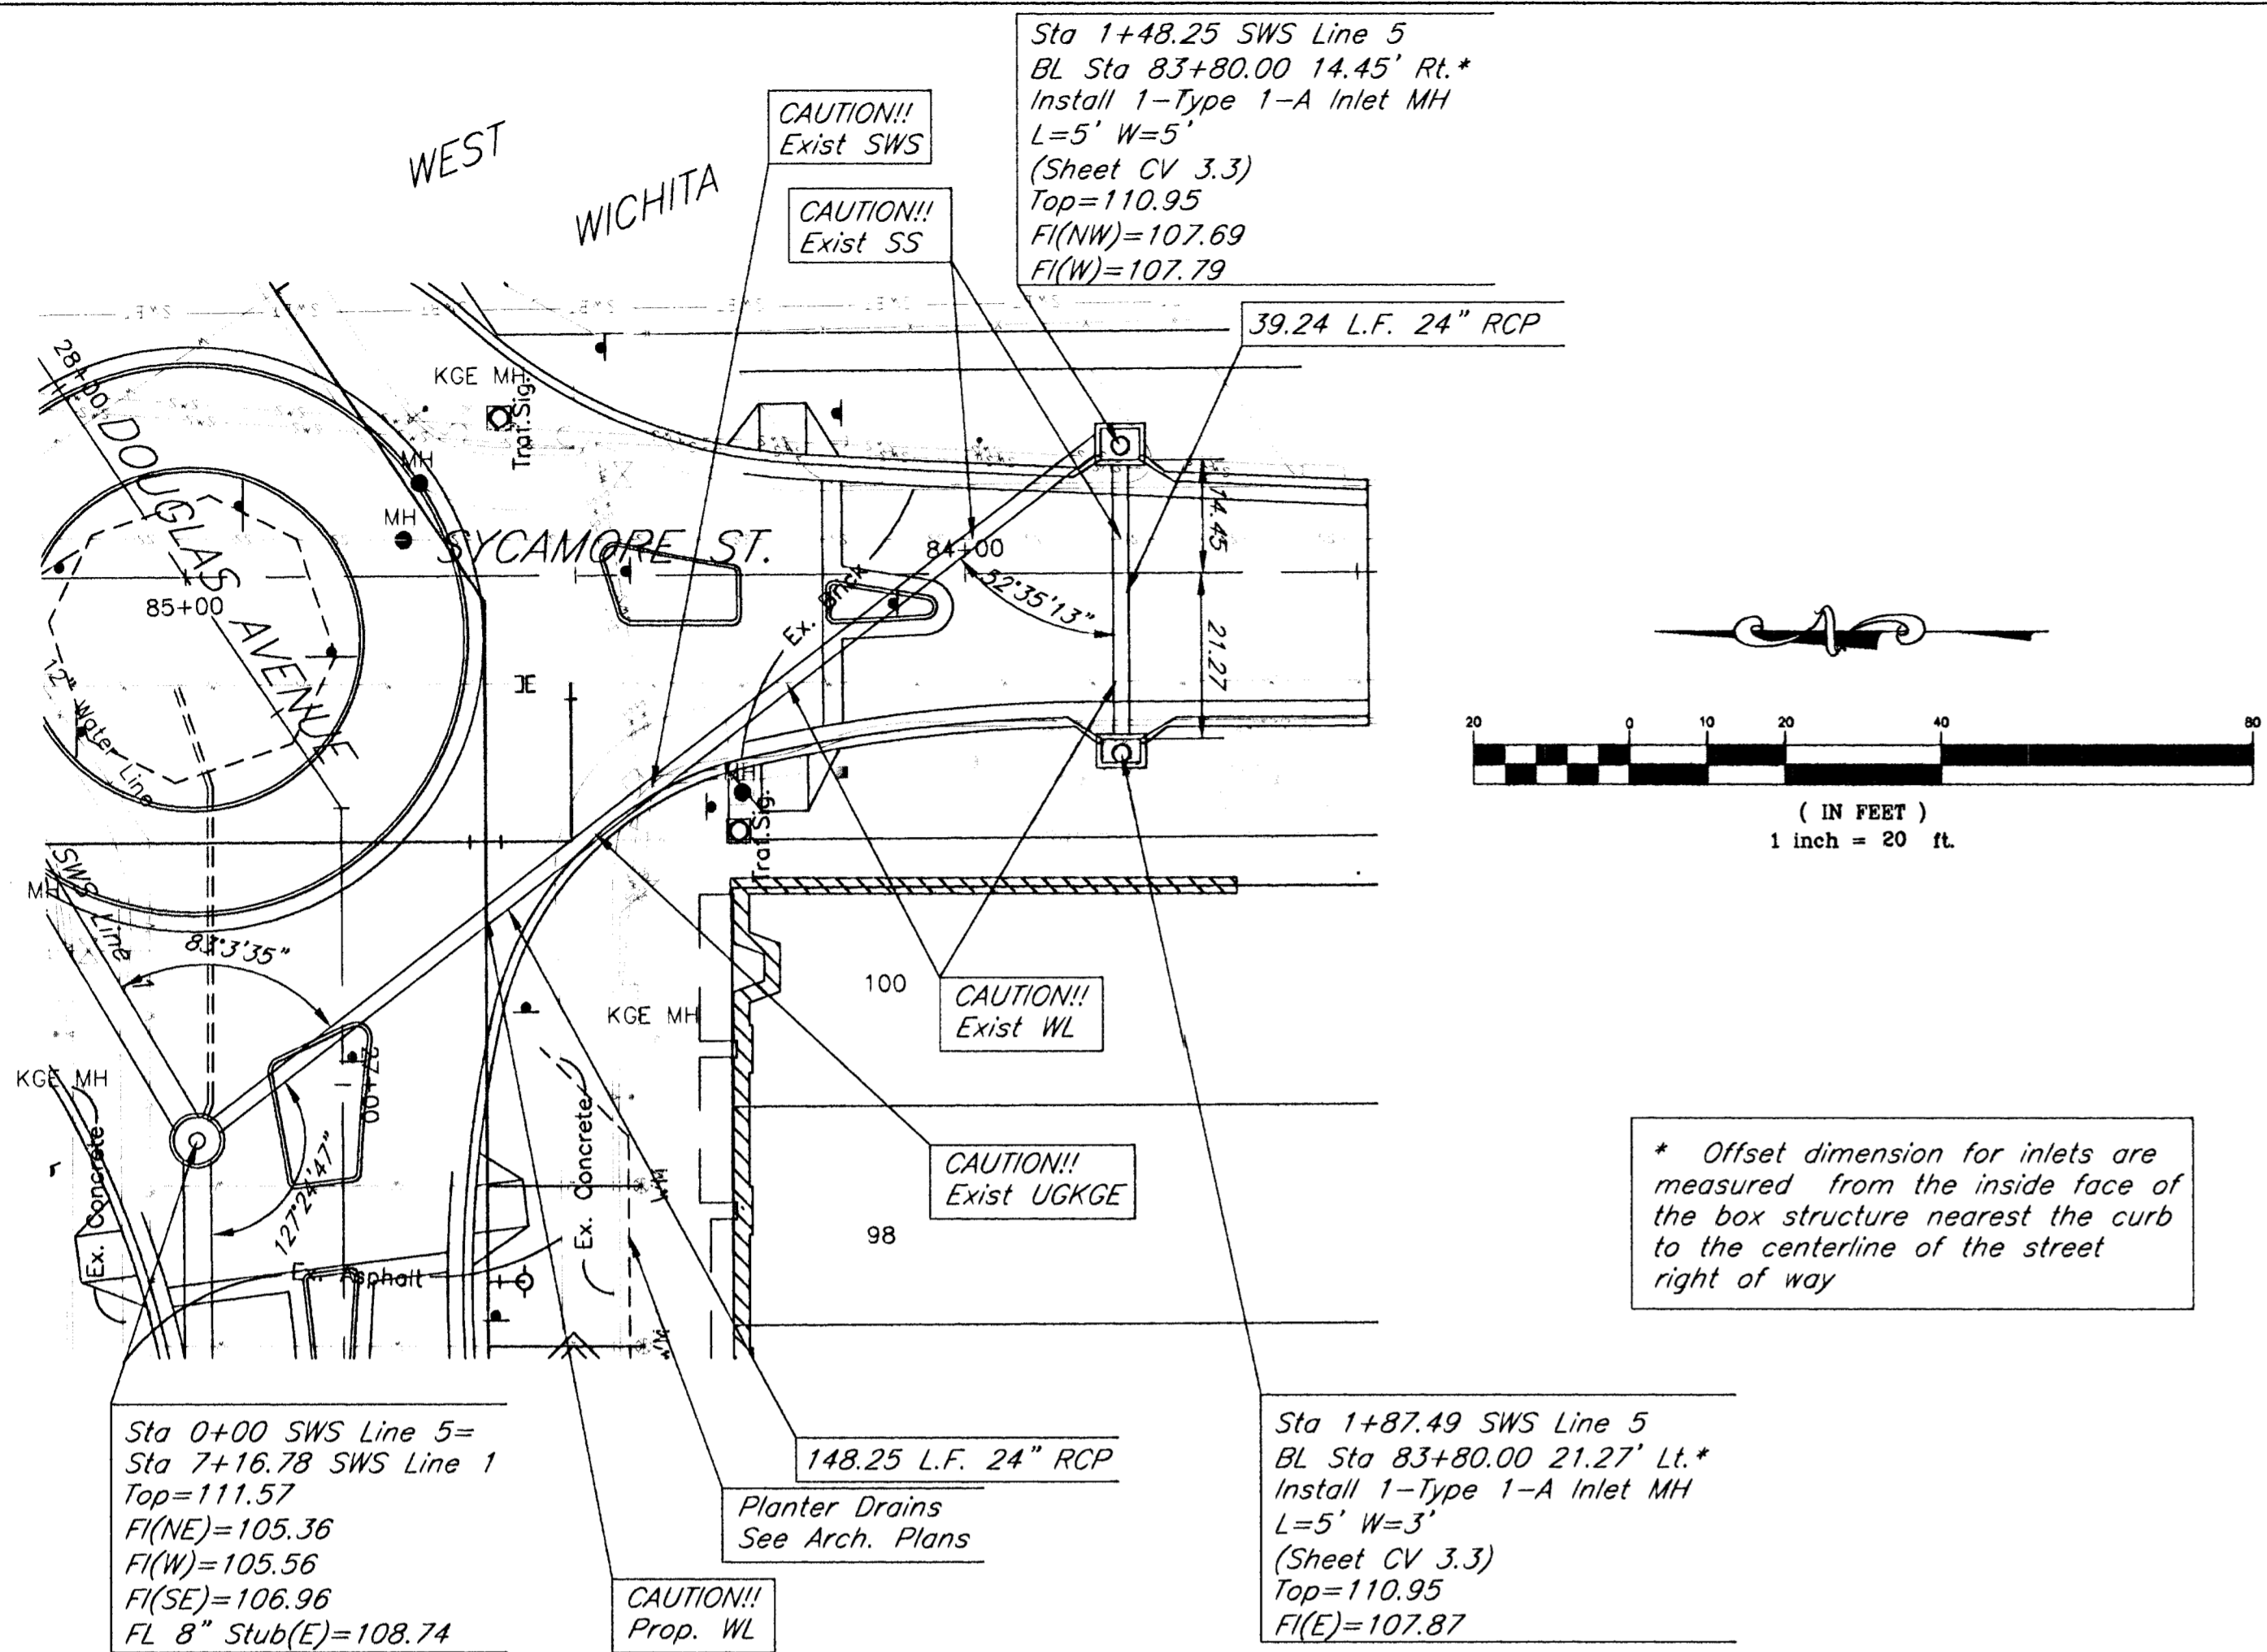 Sta 1+48.25 SWS Line 5
BL Sta 83+80.00 14.45' Rt.*
Install 1-Type 1-A Inlet MH
L=5' W=5'
(Sheet CV 3.3)
Top=110.95
Fl(NW)=107.69
Fl(W)=107.79
CAUTION!!
Exist SWS
WEST
WICHITA
CAUTION!!
Exist SS
39.24 L.F. 24" RCP
28+00
KGE MH
Traf.Sig.
MH
MH
DOUGLAS AVENUE
SYCAMORE ST.
84+00
14.45
85+00
Ex. Brick
52°35'13"
21.27
12" Water Line
MH
Traf.Sig.
20 0 10 20 40 80
( IN FEET )
1 inch = 20 ft.
MH
SWS Line 1
83°3'35"
100
KGE MH
CAUTION!!
Exist WL
KGE MH
27+00
Ex. Concrete
127°24'47"
Ex. Concrete
WM
CAUTION!!
Exist UGKGE
98
Ex. Asphalt
WM
* Offset dimension for inlets are
measured from the inside face of
the box structure nearest the curb
to the centerline of the street
right of way
Sta 0+00 SWS Line 5=
Sta 7+16.78 SWS Line 1
Top=111.57
Fl(NE)=105.36
Fl(W)=105.56
Fl(SE)=106.96
FL 8" Stub(E)=108.74
148.25 L.F. 24" RCP
Planter Drains
See Arch. Plans
CAUTION!!
Prop. WL
Sta 1+87.49 SWS Line 5
BL Sta 83+80.00 21.27' Lt.*
Install 1-Type 1-A Inlet MH
L=5' W=3'
(Sheet CV 3.3)
Top=110.95
Fl(E)=107.87